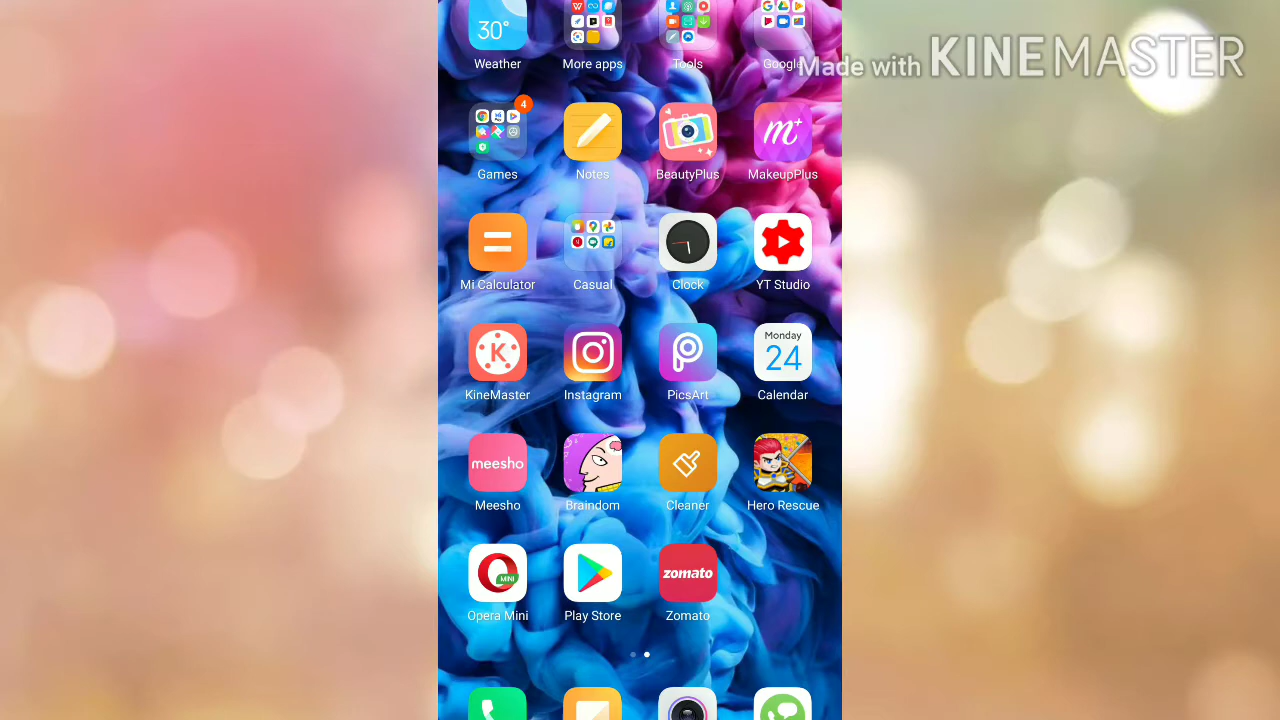 Made with KINEMASTER
30°
Weather
More apps
Tools
Google
4
Games
Notes
m+
BeautyPlus
MakeupPlus
Mi Calculator
Casual
Clock
YT Studio
K
Monday
24
KineMaster
Instagram
PicsArt
Calendar
meesho
Meesho
Braindom
Cleaner
Hero Rescue
MINI
zomato
Opera Mini
Play Store
Zomato